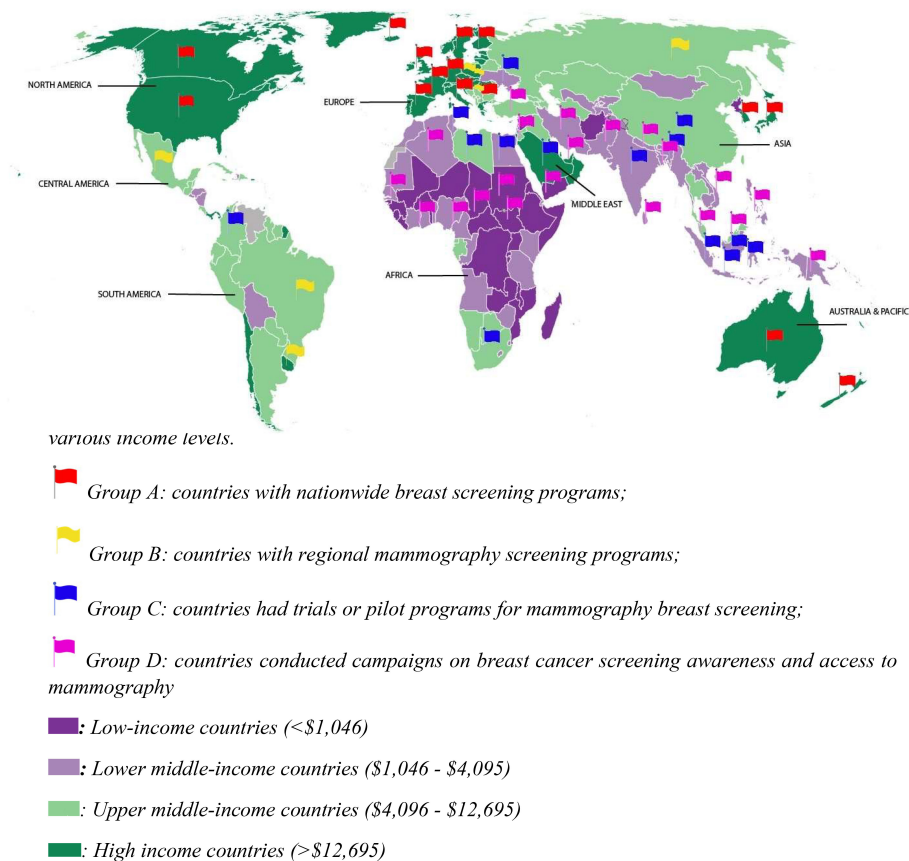 NORTH AMERICA
EUROPE
ASIA
CENTRAL AMERICA
MIDDLE EAST
AFRICA
SOUTH AMERICA
AUSTRALIA & PACIFIC
various income levels.
Group A: countries with nationwide breast screening programs;
Group B: countries with regional mammography screening programs;
Group C: countries had trials or pilot programs for mammography breast screening;
Group D: countries conducted campaigns on breast cancer screening awareness and access to
mammography
: Low-income countries (<$1,046)
: Lower middle-income countries ($1,046 - $4,095)
: Upper middle-income countries ($4,096 - $12,695)
: High income countries (>$12,695)